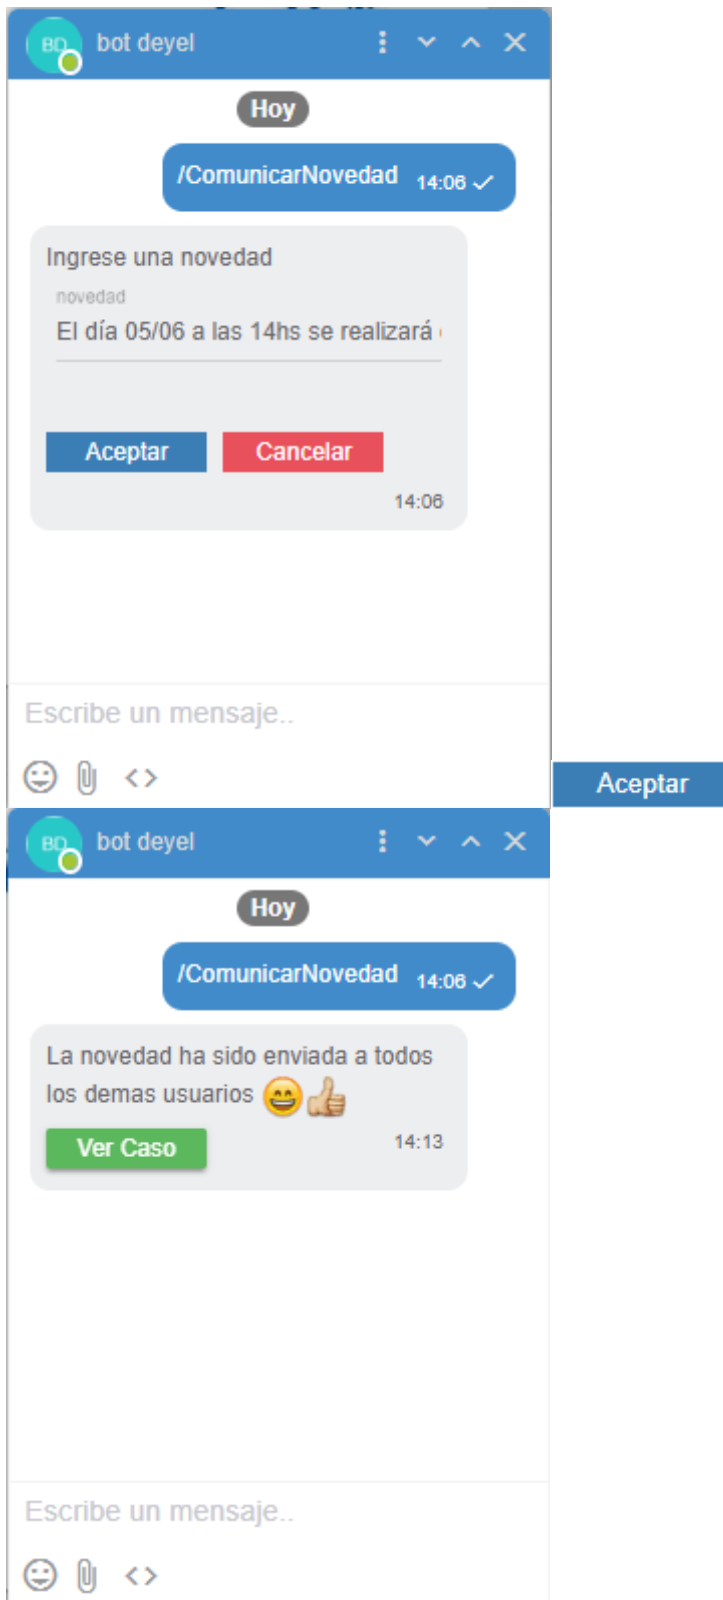 BD
bot deyel
Hoy
/ComunicarNovedad 14:06
Ingrese una novedad
novedad
El día 05/06 a las 14hs se realizará
Aceptar Cancelar
14:06
Escribe un mensaje..
Aceptar
BD
bot deyel
Hoy
/ComunicarNovedad 14:06
La novedad ha sido enviada a todos
los demas usuarios 😄👍
Ver Caso 14:13
Escribe un mensaje..